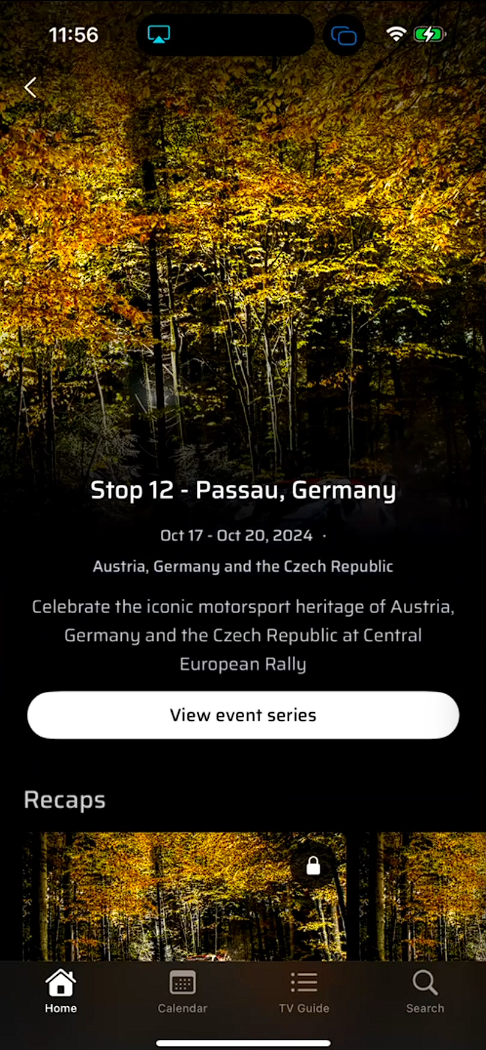 11:56
Stop 12 - Passau, Germany
Oct 17 - Oct 20, 2024 ·
Austria, Germany and the Czech Republic
Celebrate the iconic motorsport heritage of Austria,
Germany and the Czech Republic at Central
European Rally
View event series
Recaps
Home Calendar TV Guide Search